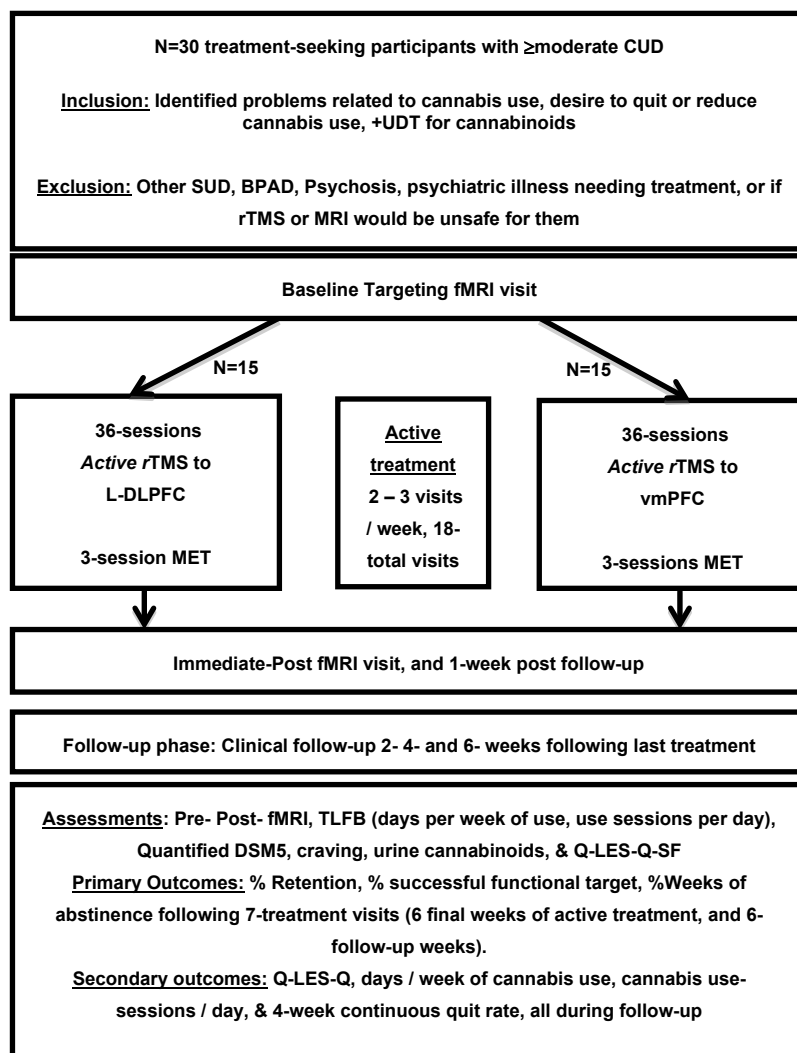 N=30 treatment-seeking participants with ≥moderate CUD
Inclusion: Identified problems related to cannabis use, desire to quit or reduce
cannabis use, +UDT for cannabinoids
Exclusion: Other SUD, BPAD, Psychosis, psychiatric illness needing treatment, or if
rTMS or MRI would be unsafe for them
Baseline Targeting fMRI visit
N=15
N=15
36-sessions
Active rTMS to
L-DLPFC
3-session MET
Active
treatment
2 – 3 visits
/ week, 18-
total visits
36-sessions
Active rTMS to
vmPFC
3-sessions MET
Immediate-Post fMRI visit, and 1-week post follow-up
Follow-up phase: Clinical follow-up 2- 4- and 6- weeks following last treatment
Assessments: Pre- Post- fMRI, TLFB (days per week of use, use sessions per day),
Quantified DSM5, craving, urine cannabinoids, & Q-LES-Q-SF
Primary Outcomes: % Retention, % successful functional target, %Weeks of
abstinence following 7-treatment visits (6 final weeks of active treatment, and 6-
follow-up weeks).
Secondary outcomes: Q-LES-Q, days / week of cannabis use, cannabis use-
sessions / day, & 4-week continuous quit rate, all during follow-up